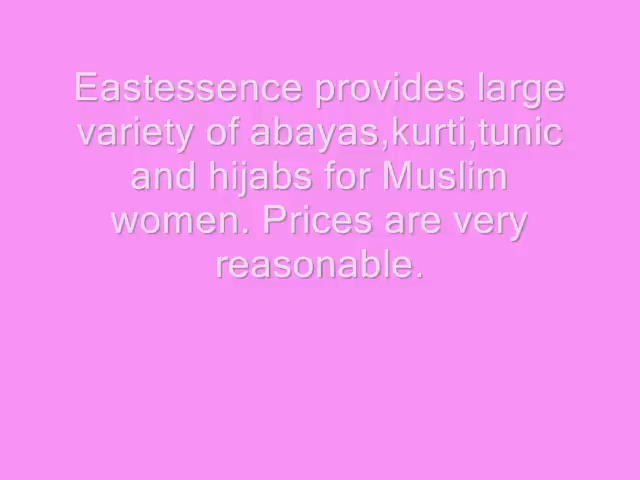 Eastessence provides large
variety of abayas,kurti,tunic
and hijabs for Muslim
women. Prices are very
reasonable.